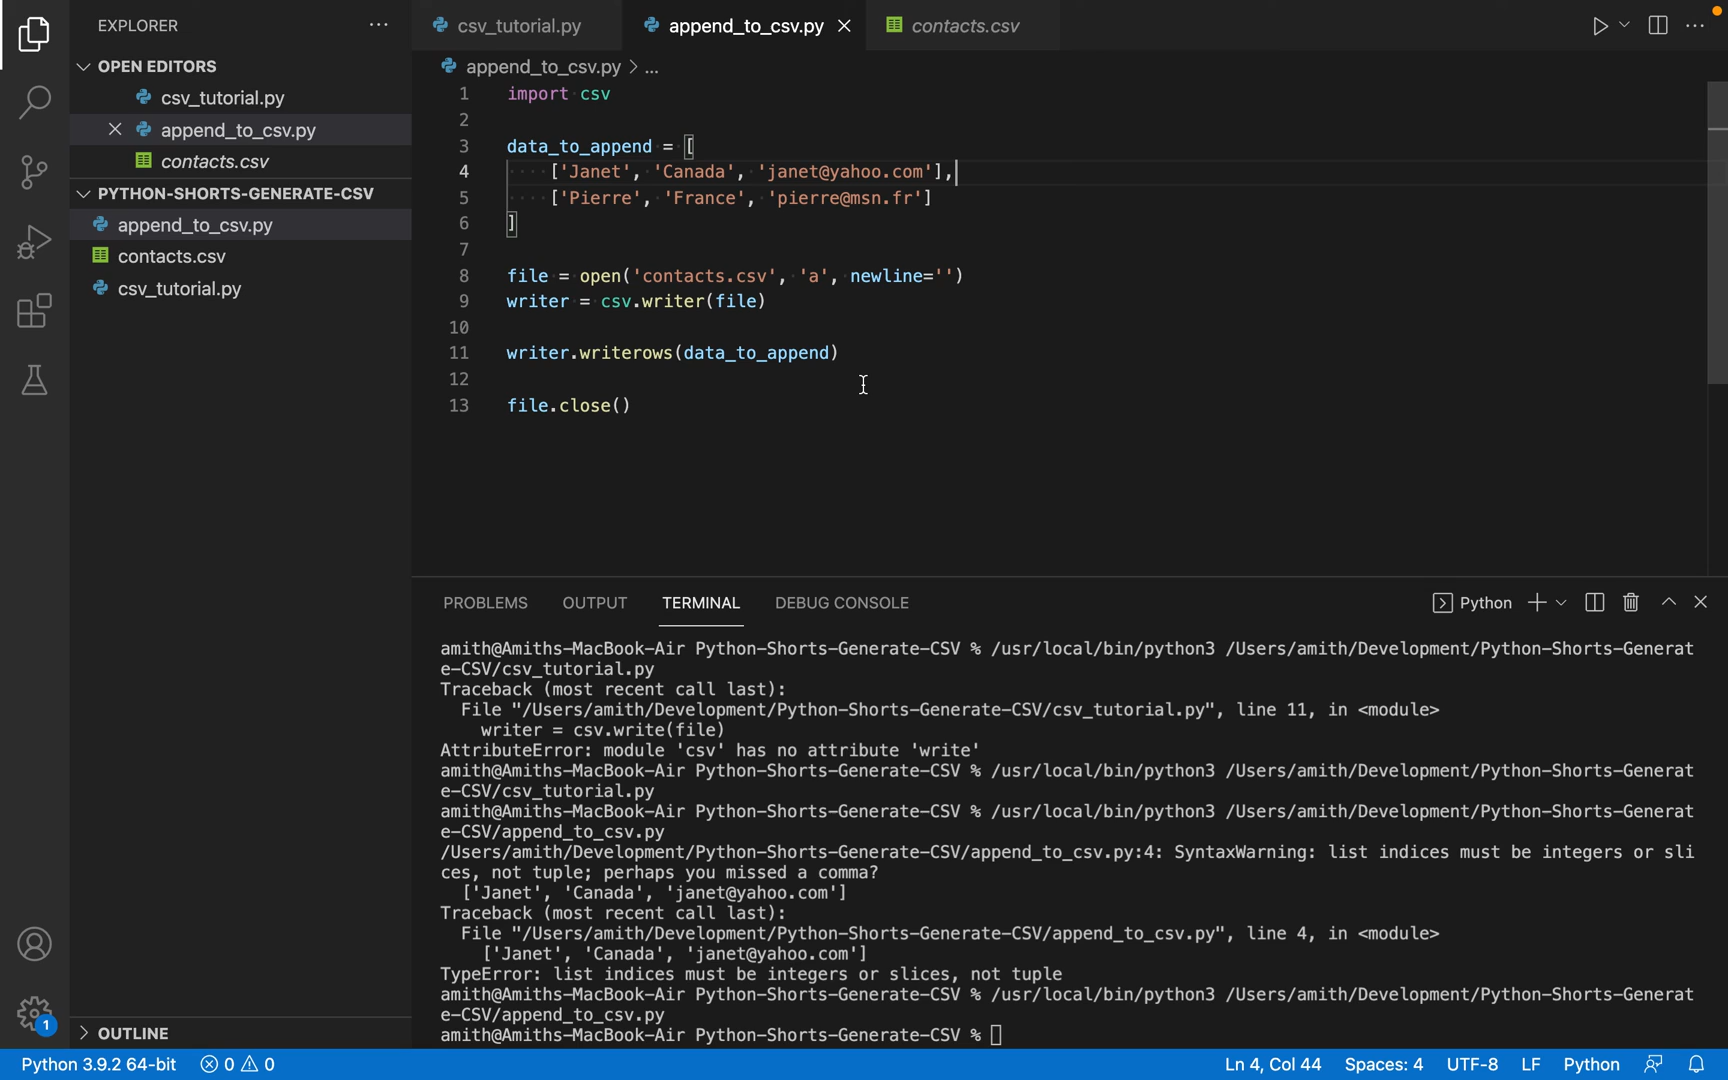 EXPLORER
OPEN EDITORS
csv_tutorial.py
append_to_csv.py
contacts.csv
PYTHON-SHORTS-GENERATE-CSV
append_to_csv.py
contacts.csv
csv_tutorial.py
OUTLINE
1
csv_tutorial.py append_to_csv.py contacts.csv
append_to_csv.py > ...
1 import csv
2
3 data_to_append = [
4 ['Janet', 'Canada', 'janet@yahoo.com'],
5 ['Pierre', 'France', 'pierre@msn.fr']
6 ]
7
8 file = open('contacts.csv', 'a', newline='')
9 writer = csv.writer(file)
10
11 writer.writerows(data_to_append)
12
13 file.close()
PROBLEMS OUTPUT TERMINAL DEBUG CONSOLE Python
amith@Amiths-MacBook-Air Python-Shorts-Generate-CSV % /usr/local/bin/python3 /Users/amith/Development/Python-Shorts-Generat
e-CSV/csv_tutorial.py
Traceback (most recent call last):
File "/Users/amith/Development/Python-Shorts-Generate-CSV/csv_tutorial.py", line 11, in <module>
writer = csv.write(file)
AttributeError: module 'csv' has no attribute 'write'
amith@Amiths-MacBook-Air Python-Shorts-Generate-CSV % /usr/local/bin/python3 /Users/amith/Development/Python-Shorts-Generat
e-CSV/csv_tutorial.py
amith@Amiths-MacBook-Air Python-Shorts-Generate-CSV % /usr/local/bin/python3 /Users/amith/Development/Python-Shorts-Generat
e-CSV/append_to_csv.py
/Users/amith/Development/Python-Shorts-Generate-CSV/append_to_csv.py:4: SyntaxWarning: list indices must be integers or sli
ces, not tuple; perhaps you missed a comma?
['Janet', 'Canada', 'janet@yahoo.com']
Traceback (most recent call last):
File "/Users/amith/Development/Python-Shorts-Generate-CSV/append_to_csv.py", line 4, in <module>
['Janet', 'Canada', 'janet@yahoo.com']
TypeError: list indices must be integers or slices, not tuple
amith@Amiths-MacBook-Air Python-Shorts-Generate-CSV % /usr/local/bin/python3 /Users/amith/Development/Python-Shorts-Generat
e-CSV/append_to_csv.py
amith@Amiths-MacBook-Air Python-Shorts-Generate-CSV %
Python 3.9.2 64-bit 0 0 Ln 4, Col 44 Spaces: 4 UTF-8 LF Python